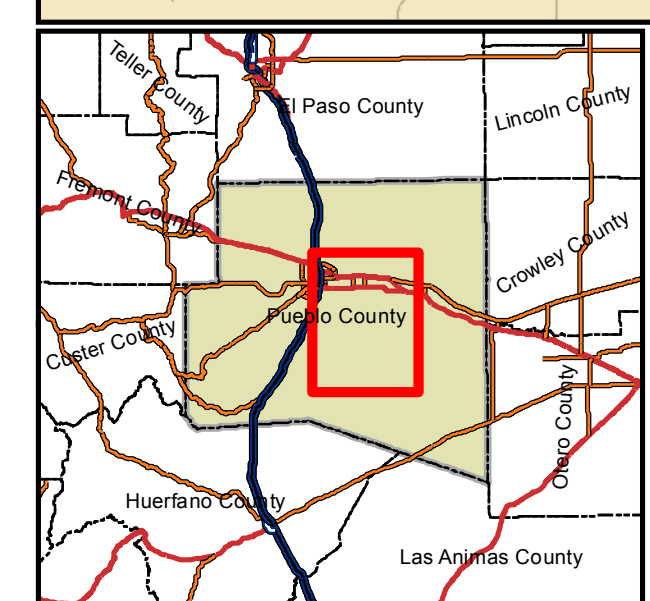 Teller County
El Paso County
Lincoln County
Fremont County
Crowley County
Pueblo County
Custer County
Otero County
Huerfano County
Las Animas County